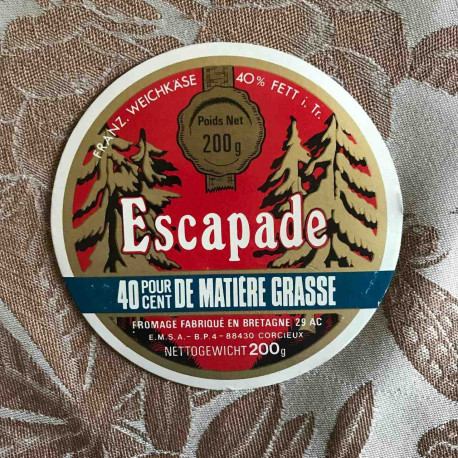 FRANZ. WEICHKÄSE 40% FETT i. Tr.
Poids Net
200g
Escapade
40 POUR CENT DE MATIÈRE GRASSE
FROMAGE FABRIQUÉ EN BRETAGNE 29 AC
E.M.S.A. - B.P.4 - 88430 CORCIEUX
NETTOGEWICHT 200g